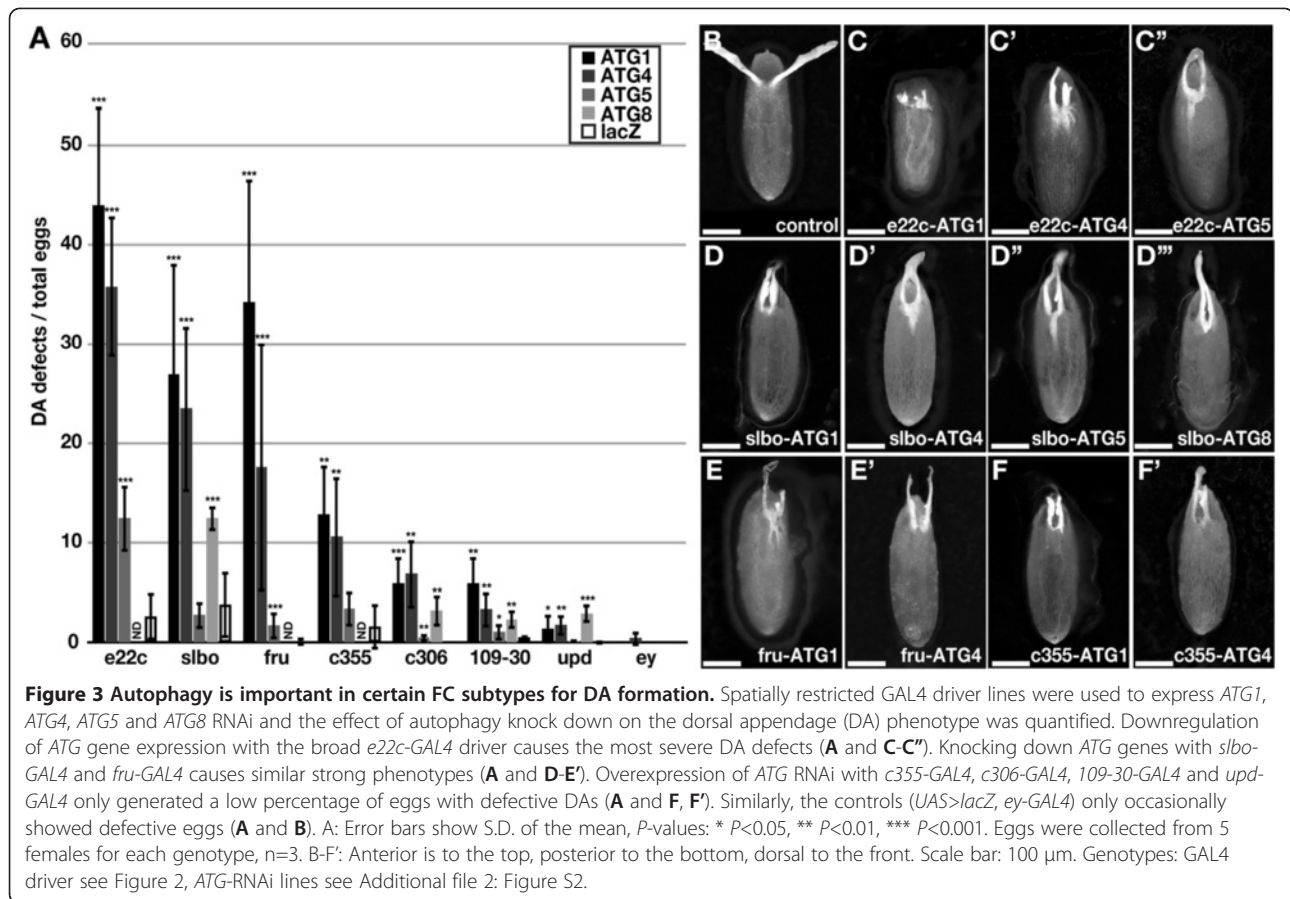 A
60
50
40
30
20
10
0
DA defects / total eggs
ATG1
ATG4
ATG5
ATG8
lacZ
*** *** *** ND
*** *** ***
*** *** *** ND
** ** ND
*** ** ** **
** ** * **
* ** ***
e22c slbo fru c355 c306 109-30 upd ey
B control
C e22c-ATG1
C' e22c-ATG4
C" e22c-ATG5
D slbo-ATG1
D' slbo-ATG4
D" slbo-ATG5
D"' slbo-ATG8
E fru-ATG1
E' fru-ATG4
F c355-ATG1
F' c355-ATG4
Figure 3 Autophagy is important in certain FC subtypes for DA formation. Spatially restricted GAL4 driver lines were used to express ATG1,
ATG4, ATG5 and ATG8 RNAi and the effect of autophagy knock down on the dorsal appendage (DA) phenotype was quantified. Downregulation
of ATG gene expression with the broad e22c-GAL4 driver causes the most severe DA defects (A and C-C"). Knocking down ATG genes with slbo-
GAL4 and fru-GAL4 causes similar strong phenotypes (A and D-E'). Overexpression of ATG RNAi with c355-GAL4, c306-GAL4, 109-30-GAL4 and upd-
GAL4 only generated a low percentage of eggs with defective DAs (A and F, F'). Similarly, the controls (UAS>lacZ, ey-GAL4) only occasionally
showed defective eggs (A and B). A: Error bars show S.D. of the mean, P-values: * P<0.05, ** P<0.01, *** P<0.001. Eggs were collected from 5
females for each genotype, n=3. B-F': Anterior is to the top, posterior to the bottom, dorsal to the front. Scale bar: 100 μm. Genotypes: GAL4
driver see Figure 2, ATG-RNAi lines see Additional file 2: Figure S2.